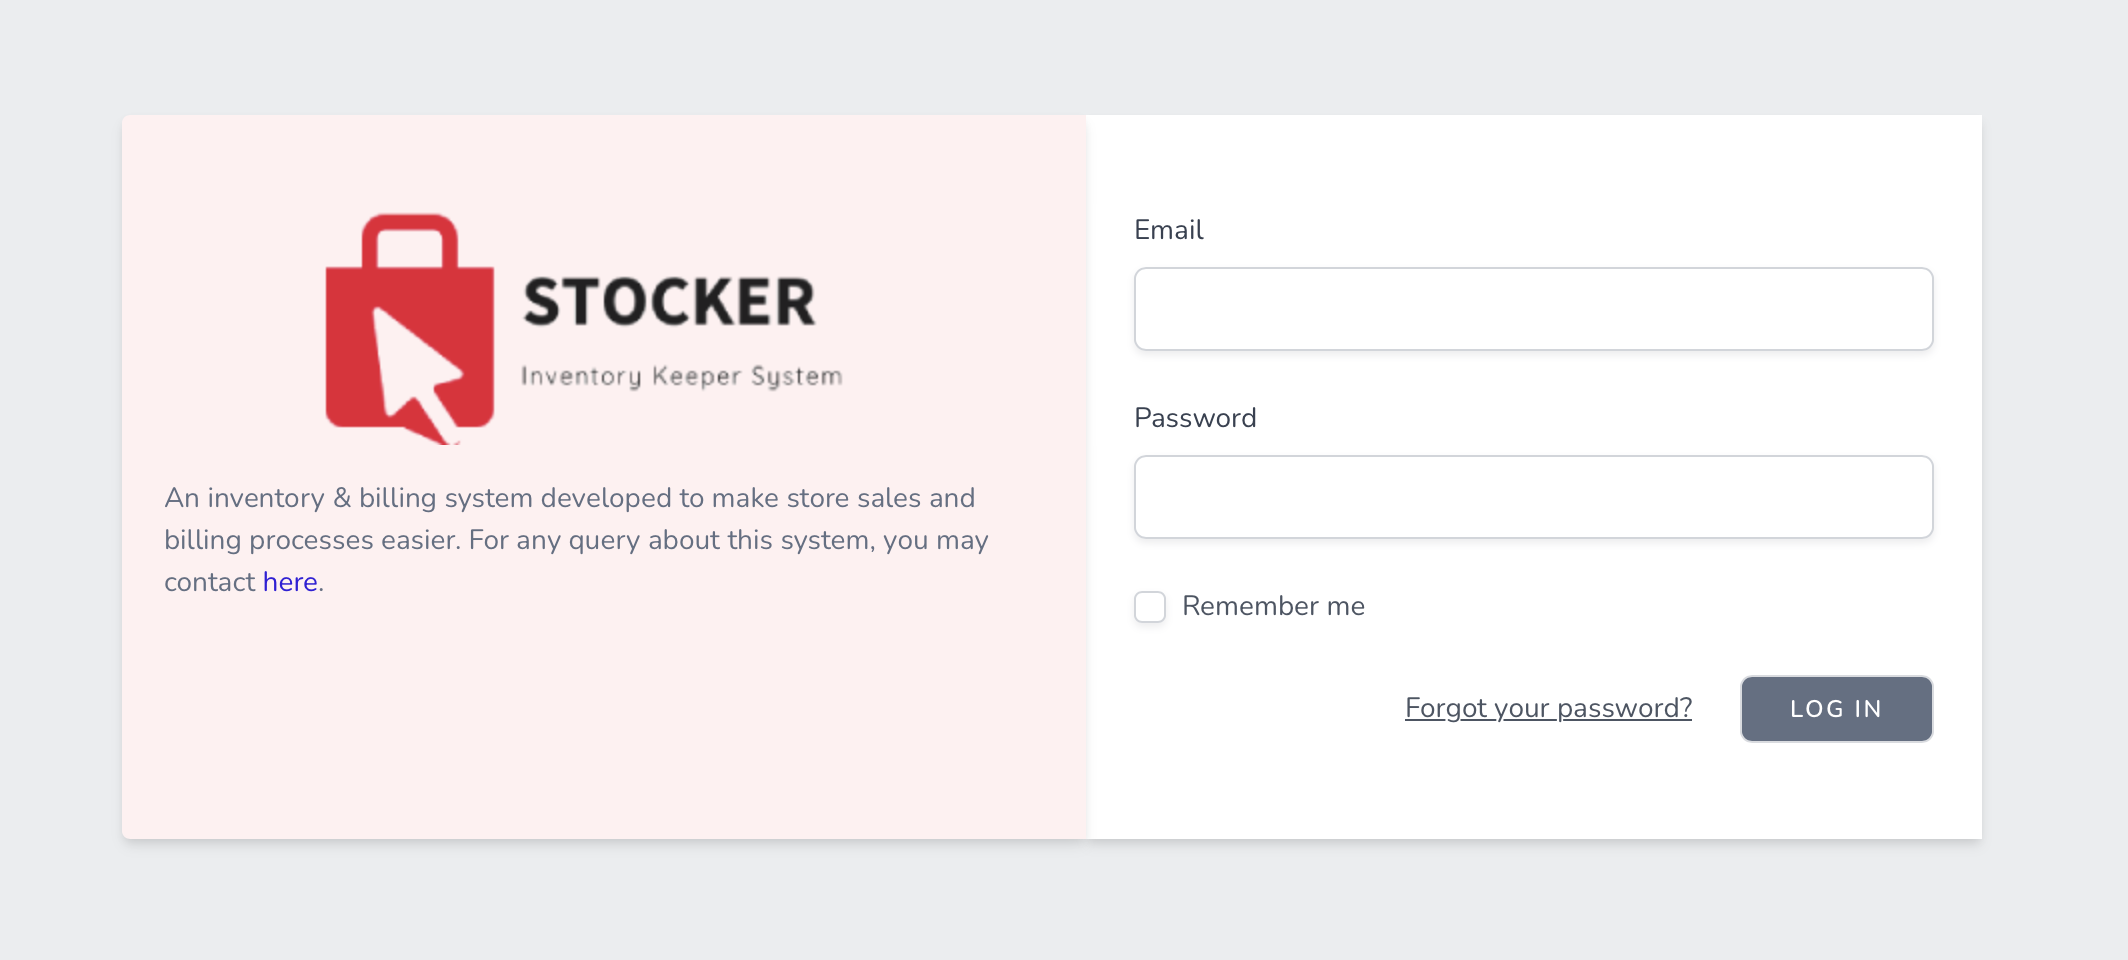 STOCKER
Inventory Keeper System
An inventory & billing system developed to make store sales and
billing processes easier. For any query about this system, you may
contact here.
Email
Password
Remember me
Forgot your password?
LOG IN